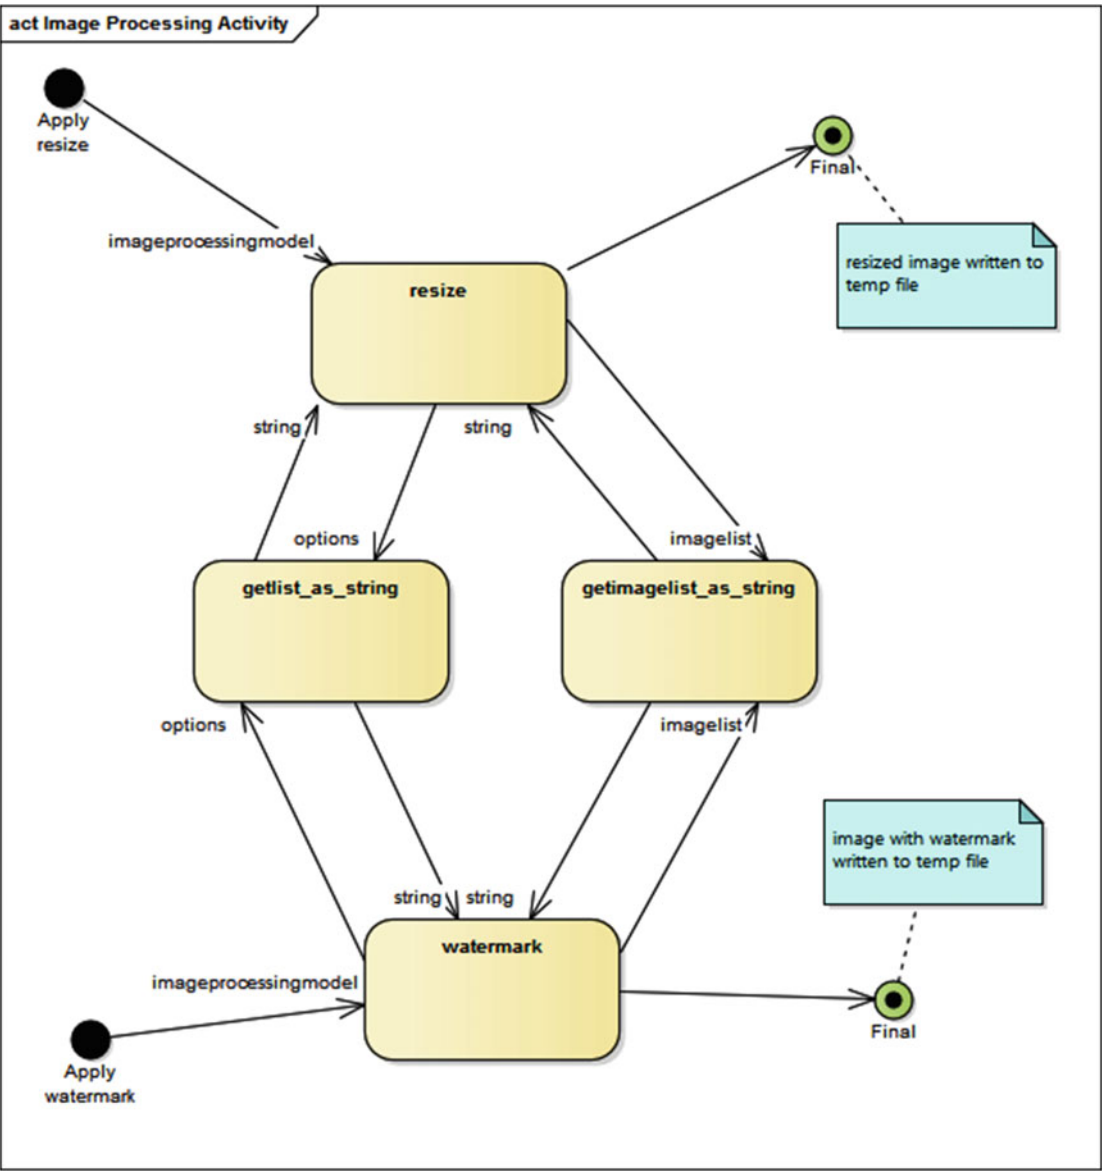 act Image Processing Activity
Apply
resize
Final
imageprocessingmodel
resized image written to
temp file
resize
string
string
options
imagelist
getlist_as_string
getimagelist_as_string
options
imagelist
image with watermark
written to temp file
string
string
watermark
imageprocessingmodel
Final
Apply
watermark